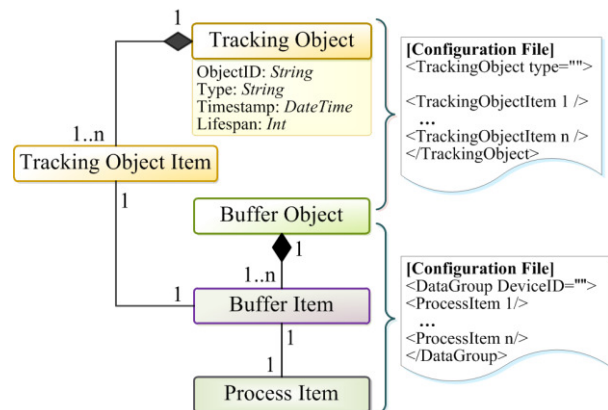 1
Tracking Object
ObjectID: String
Type: String
Timestamp: DateTime
Lifespan: Int
1..n
Tracking Object Item
1
Buffer Object
1
1..n
1
Buffer Item
1
1
Process Item
[Configuration File]
<TrackingObject type="">
<TrackingObjectItem 1 />
...
<TrackingObjectItem n />
</TrackingObject>
[Configuration File]
<DataGroup DeviceID="">
<ProcessItem 1/>
...
<ProcessItem n/>
</DataGroup>